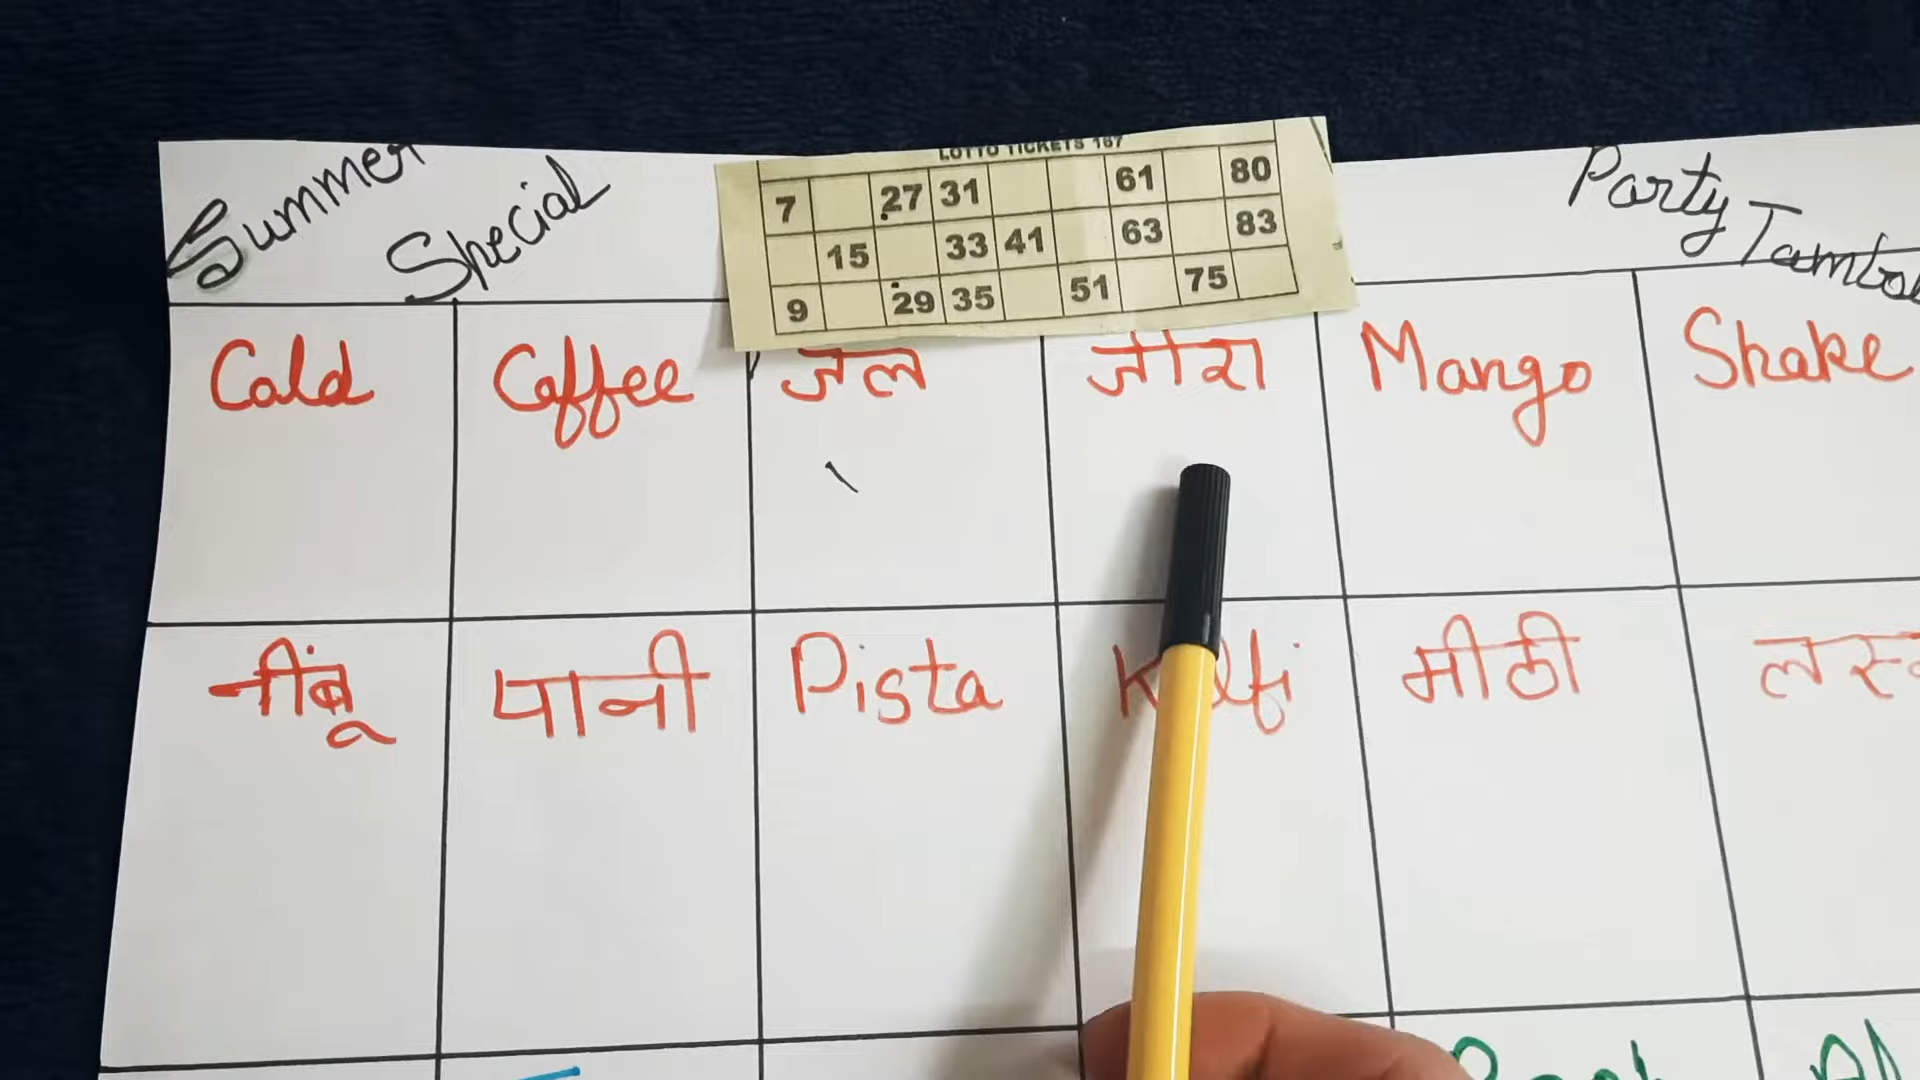 Summer
Special
Party
LOTTO TICKETS 167
7 27 31 61 80
15 33 41 63 83
9 29 35 51 75
Cold Coffee जल जीरा Mango Shake
नींबू पानी Pista Kulfi मीठी